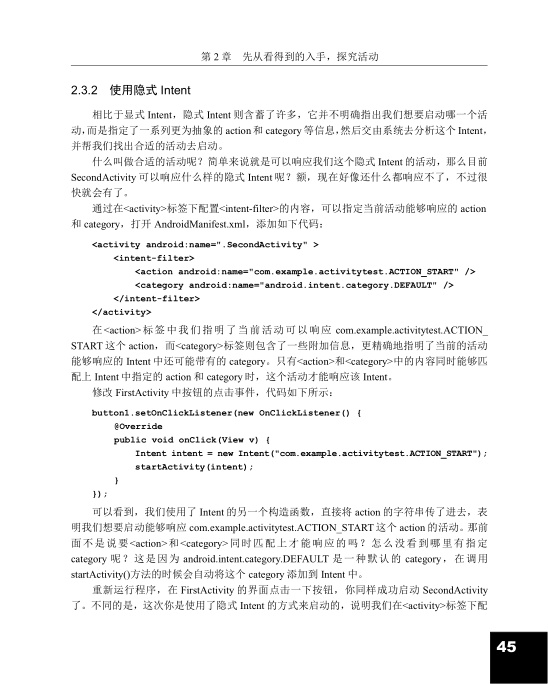 第 2 章　先从看得到的入手，探究活动
2.3.2　使用隐式 Intent
相比于显式 Intent，隐式 Intent 则含蓄了许多，它并不明确指出我们想要启动哪一个活
动，而是指定了一系列更为抽象的 action 和 category 等信息，然后交由系统去分析这个 Intent，
并帮我们找出合适的活动去启动。
什么叫做合适的活动呢？简单来说就是可以响应我们这个隐式 Intent 的活动，那么目前
SecondActivity 可以响应什么样的隐式 Intent 呢？额，现在好像还什么都响应不了，不过很
快就会有了。
通过在<activity>标签下配置<intent-filter>的内容，可以指定当前活动能够响应的 action
和 category，打开 AndroidManifest.xml，添加如下代码：
<activity android:name=".SecondActivity" >
<intent-filter>
<action android:name="com.example.activitytest.ACTION_START" />
<category android:name="android.intent.category.DEFAULT" />
</intent-filter>
</activity>
在<action>标签中我们指明了当前活动可以响应 com.example.activitytest.ACTION_
START 这个 action，而<category>标签则包含了一些附加信息，更精确地指明了当前的活动
能够响应的 Intent 中还可能带有的 category。只有<action>和<category>中的内容同时能够匹
配上 Intent 中指定的 action 和 category 时，这个活动才能响应该 Intent。
修改 FirstActivity 中按钮的点击事件，代码如下所示：
button1.setOnClickListener(new OnClickListener() {
@Override
public void onClick(View v) {
Intent intent = new Intent("com.example.activitytest.ACTION_START");
startActivity(intent);
}
});
可以看到，我们使用了 Intent 的另一个构造函数，直接将 action 的字符串传了进去，表
明我们想要启动能够响应 com.example.activitytest.ACTION_START 这个 action 的活动。那前
面不是说要<action>和<category>同时匹配上才能响应的吗？怎么没看到哪里有指定
category 呢？这是因为 android.intent.category.DEFAULT 是一种默认的 category，在调用
startActivity()方法的时候会自动将这个 category 添加到 Intent 中。
重新运行程序，在 FirstActivity 的界面点击一下按钮，你同样成功启动 SecondActivity
了。不同的是，这次你是使用了隐式 Intent 的方式来启动的，说明我们在<activity>标签下配
45